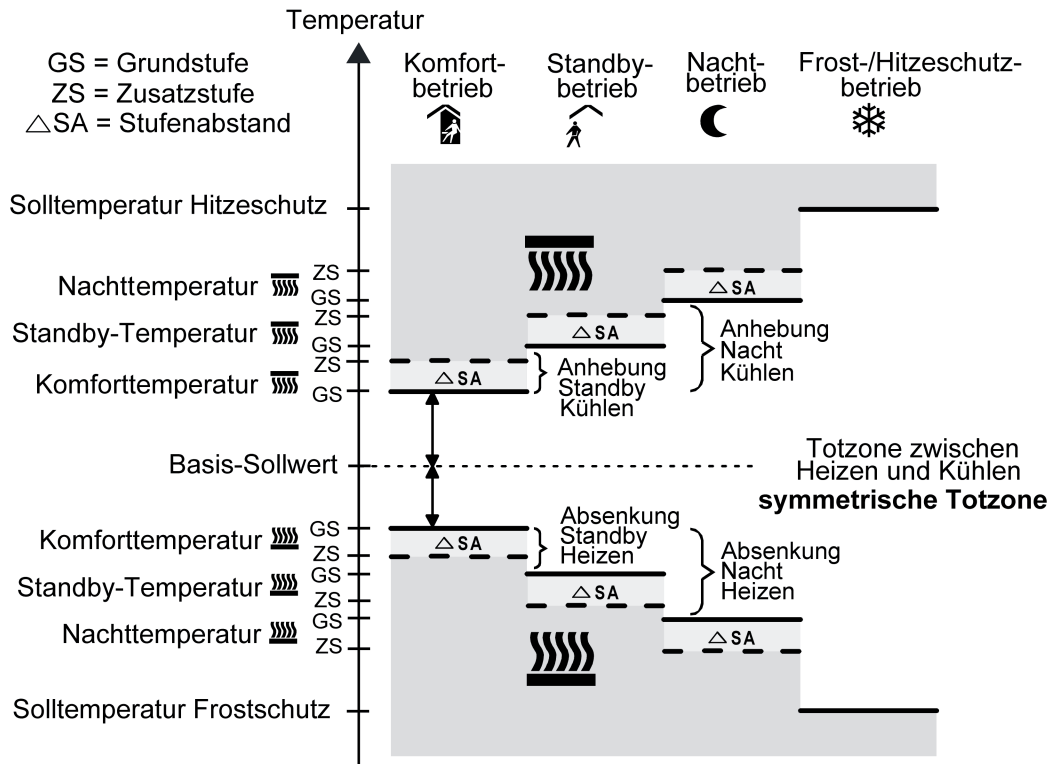 Temperatur
GS = Grundstufe
ZS = Zusatzstufe
△SA = Stufenabstand
Komfort-
betrieb
Standby-
betrieb
Nacht-
betrieb
Frost-/Hitzeschutz-
betrieb
Solltemperatur Hitzeschutz
Nachttemperatur
ZS
GS
△SA
Standby-Temperatur
ZS
GS
△SA
Komforttemperatur
ZS
GS
△SA
Anhebung
Standby
Kühlen
Anhebung
Nacht
Kühlen
Basis-Sollwert
Totzone zwischen
Heizen und Kühlen
symmetrische Totzone
Komforttemperatur
GS
ZS
△SA
Absenkung
Standby
Heizen
Absenkung
Nacht
Heizen
Standby-Temperatur
GS
ZS
△SA
Nachttemperatur
GS
ZS
△SA
Solltemperatur Frostschutz